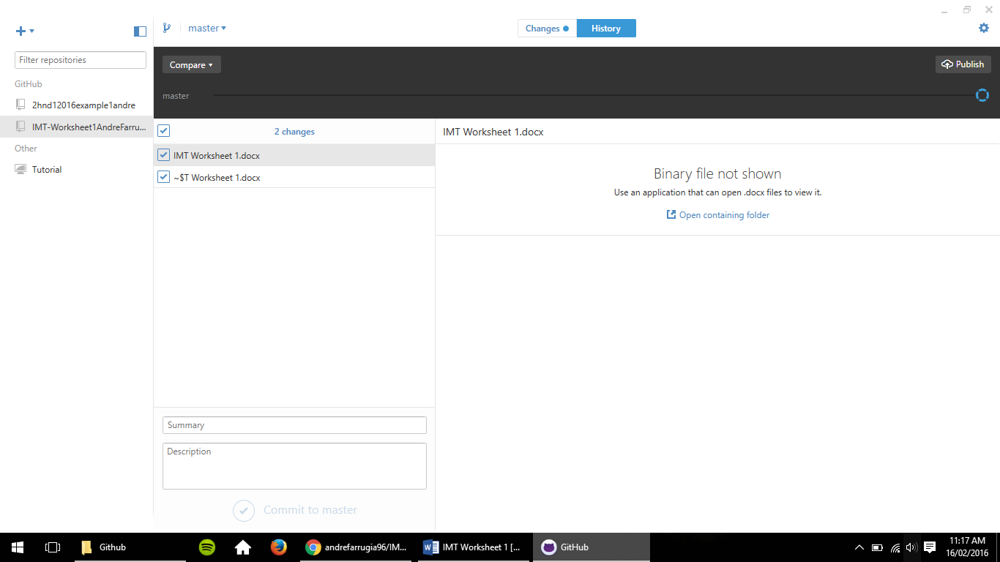 master
Changes
History
Filter repositories
GitHub
2hnd12016example1andre
IMT-Worksheet1AndreFarru...
Other
Tutorial
Compare
Publish
master
2 changes
IMT Worksheet 1.docx
~$T Worksheet 1.docx
IMT Worksheet 1.docx
Binary file not shown
Use an application that can open .docx files to view it.
Open containing folder
Summary
Description
Commit to master
Github
andrefarrugia96/IM...
IMT Worksheet 1 [...
GitHub
11:17 AM
16/02/2016